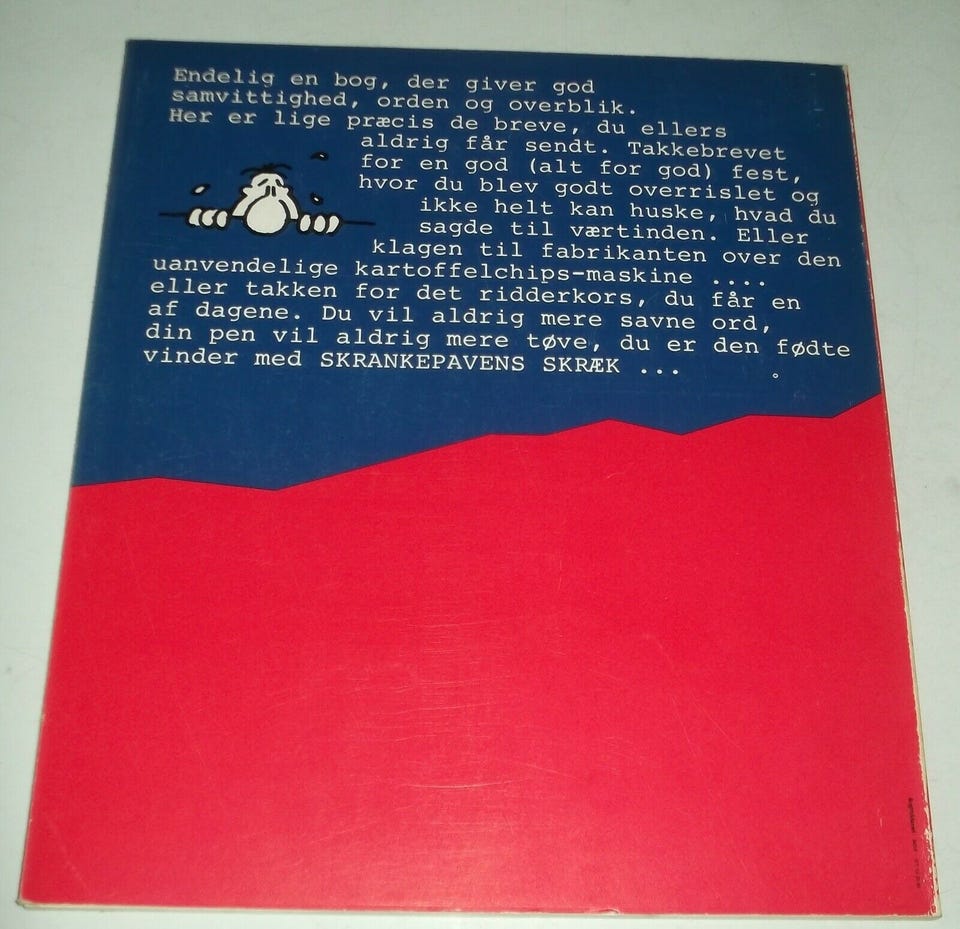 Endelig en bog, der giver god
samvittighed, orden og overblik.
Her er lige præcis de breve, du ellers
aldrig får sendt. Takkebrevet
for en god (alt for god) fest,
hvor du blev godt overrislet og
ikke helt kan huske, hvad du
sagde til værtinden. Eller
klagen til fabrikanten over den
uanvendelige kartoffelchips-maskine ....
eller takken for det ridderkors, du får en
af dagene. Du vil aldrig mere savne ord,
din pen vil aldrig mere tøve, du er den fødte
vinder med SKRANKEPAVENS SKRÆK ...